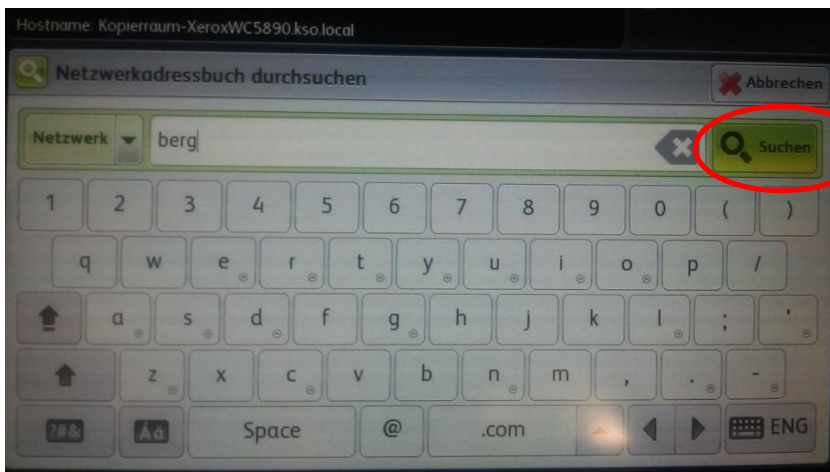 Hostname: Kopierraum-XeroxWC5890.kso.local
Netzwerkadressbuch durchsuchen
Abbrechen
Netzwerk berg Suchen
1 2 3 4 5 6 7 8 9 0 ( )
q w e r t y u i o p /
a s d f g h j k l ; '
z x c v b n m , . -
?#& Áá Space @ .com ENG